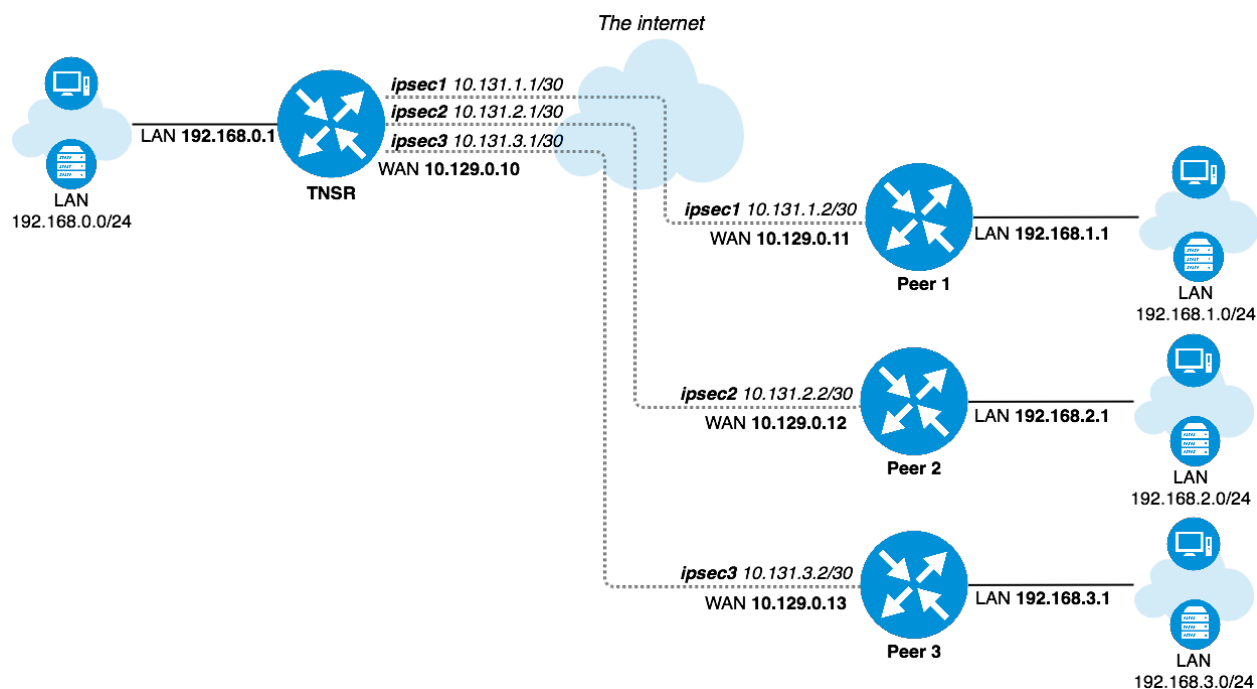 The internet
ipsec1 10.131.1.1/30
ipsec2 10.131.2.1/30
ipsec3 10.131.3.1/30
LAN 192.168.0.1
WAN 10.129.0.10
TNSR
LAN
192.168.0.0/24
ipsec1 10.131.1.2/30
WAN 10.129.0.11
LAN 192.168.1.1
Peer 1
LAN
192.168.1.0/24
ipsec2 10.131.2.2/30
WAN 10.129.0.12
LAN 192.168.2.1
Peer 2
LAN
192.168.2.0/24
ipsec3 10.131.3.2/30
WAN 10.129.0.13
LAN 192.168.3.1
Peer 3
LAN
192.168.3.0/24